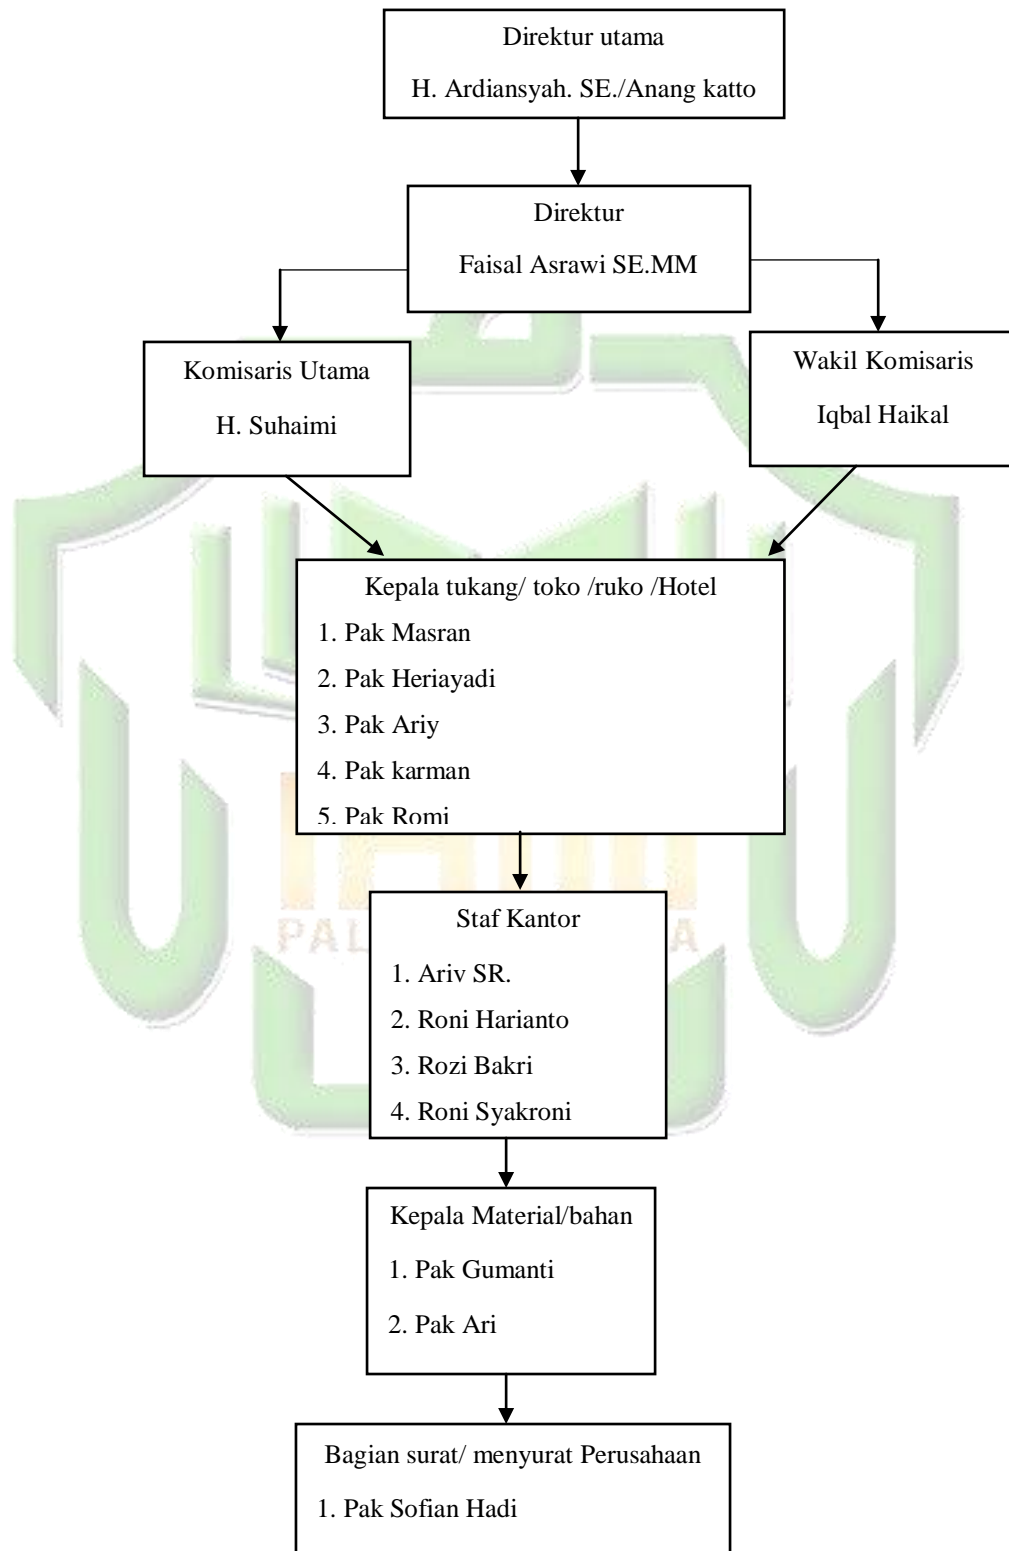 Direktur utama
H. Ardiansyah. SE./Anang katto
Direktur
Faisal Asrawi SE.MM
Komisaris Utama
H. Suhaimi
Wakil Komisaris
Iqbal Haikal
Kepala tukang/ toko /ruko /Hotel
1. Pak Masran
2. Pak Heriayadi
3. Pak Ariy
4. Pak karman
5. Pak Romi
Staf Kantor
1. Ariv SR.
2. Roni Harianto
3. Rozi Bakri
4. Roni Syakroni
Kepala Material/bahan
1. Pak Gumanti
2. Pak Ari
Bagian surat/ menyurat Perusahaan
1. Pak Sofian Hadi